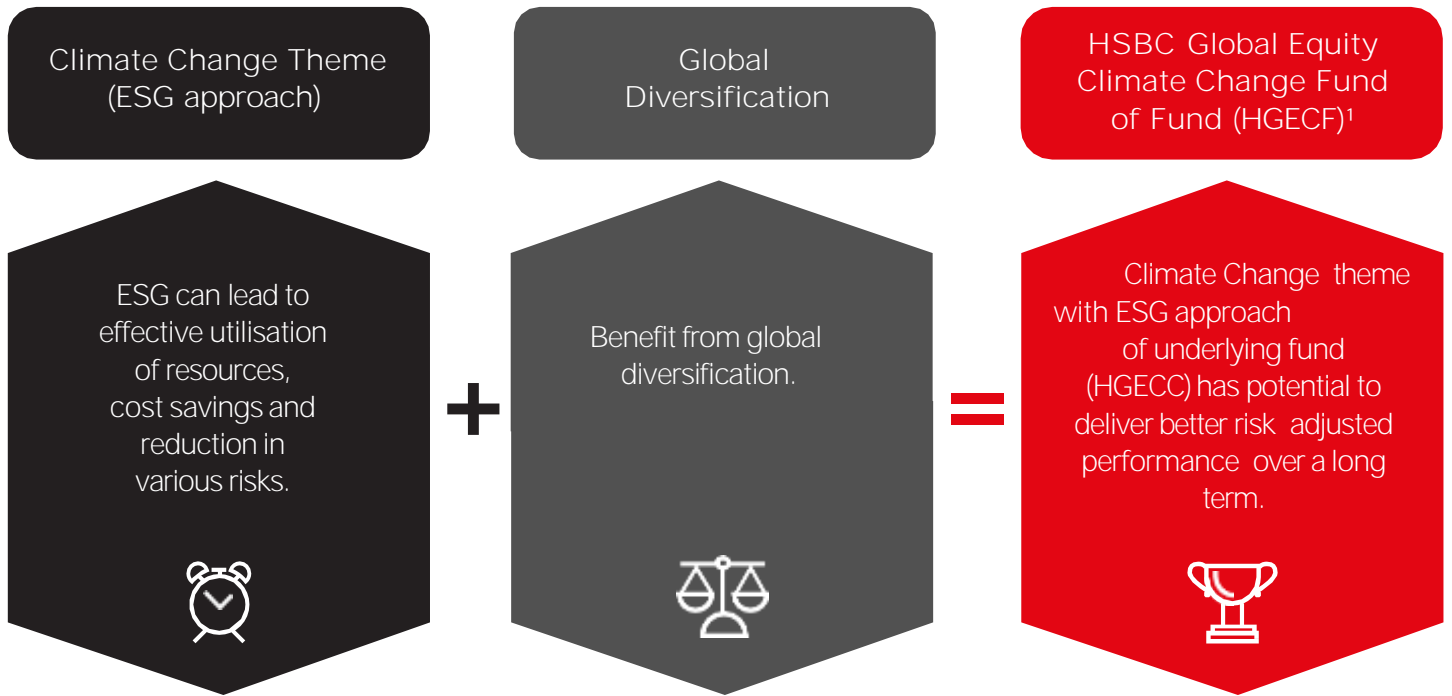 Climate Change Theme
(ESG approach)
Global
Diversification
HSBC Global Equity
Climate Change Fund
of Fund (HGECF)¹
ESG can lead to
effective utilisation
of resources,
cost savings and
reduction in
various risks.
+
Benefit from global
diversification.
=
Climate Change theme
with ESG approach
of underlying fund
(HGECC) has potential to
deliver better risk adjusted
performance over a long
term.